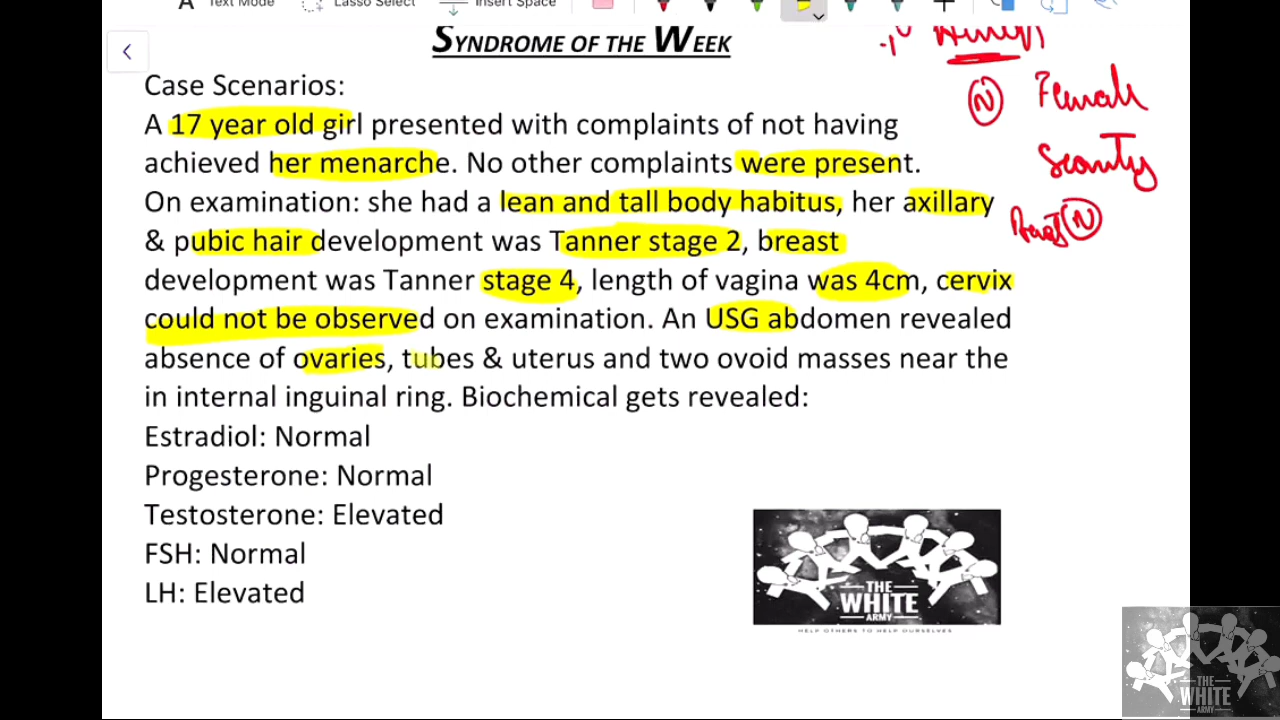 Text Mode
Lasso Select
Insert Space
SYNDROME OF THE WEEK
Case Scenarios:
A 17 year old girl presented with complaints of not having
achieved her menarche. No other complaints were present.
On examination: she had a lean and tall body habitus, her axillary
& pubic hair development was Tanner stage 2, breast
development was Tanner stage 4, length of vagina was 4cm, cervix
could not be observed on examination. An USG abdomen revealed
absence of ovaries, tubes & uterus and two ovoid masses near the
in internal inguinal ring. Biochemical gets revealed:
Estradiol: Normal
Progesterone: Normal
Testosterone: Elevated
FSH: Normal
LH: Elevated
N Female
N
THE
WHITE
ARMY
HELP OTHERS TO HELP OURSELVES
THE
WHITE
ARMY